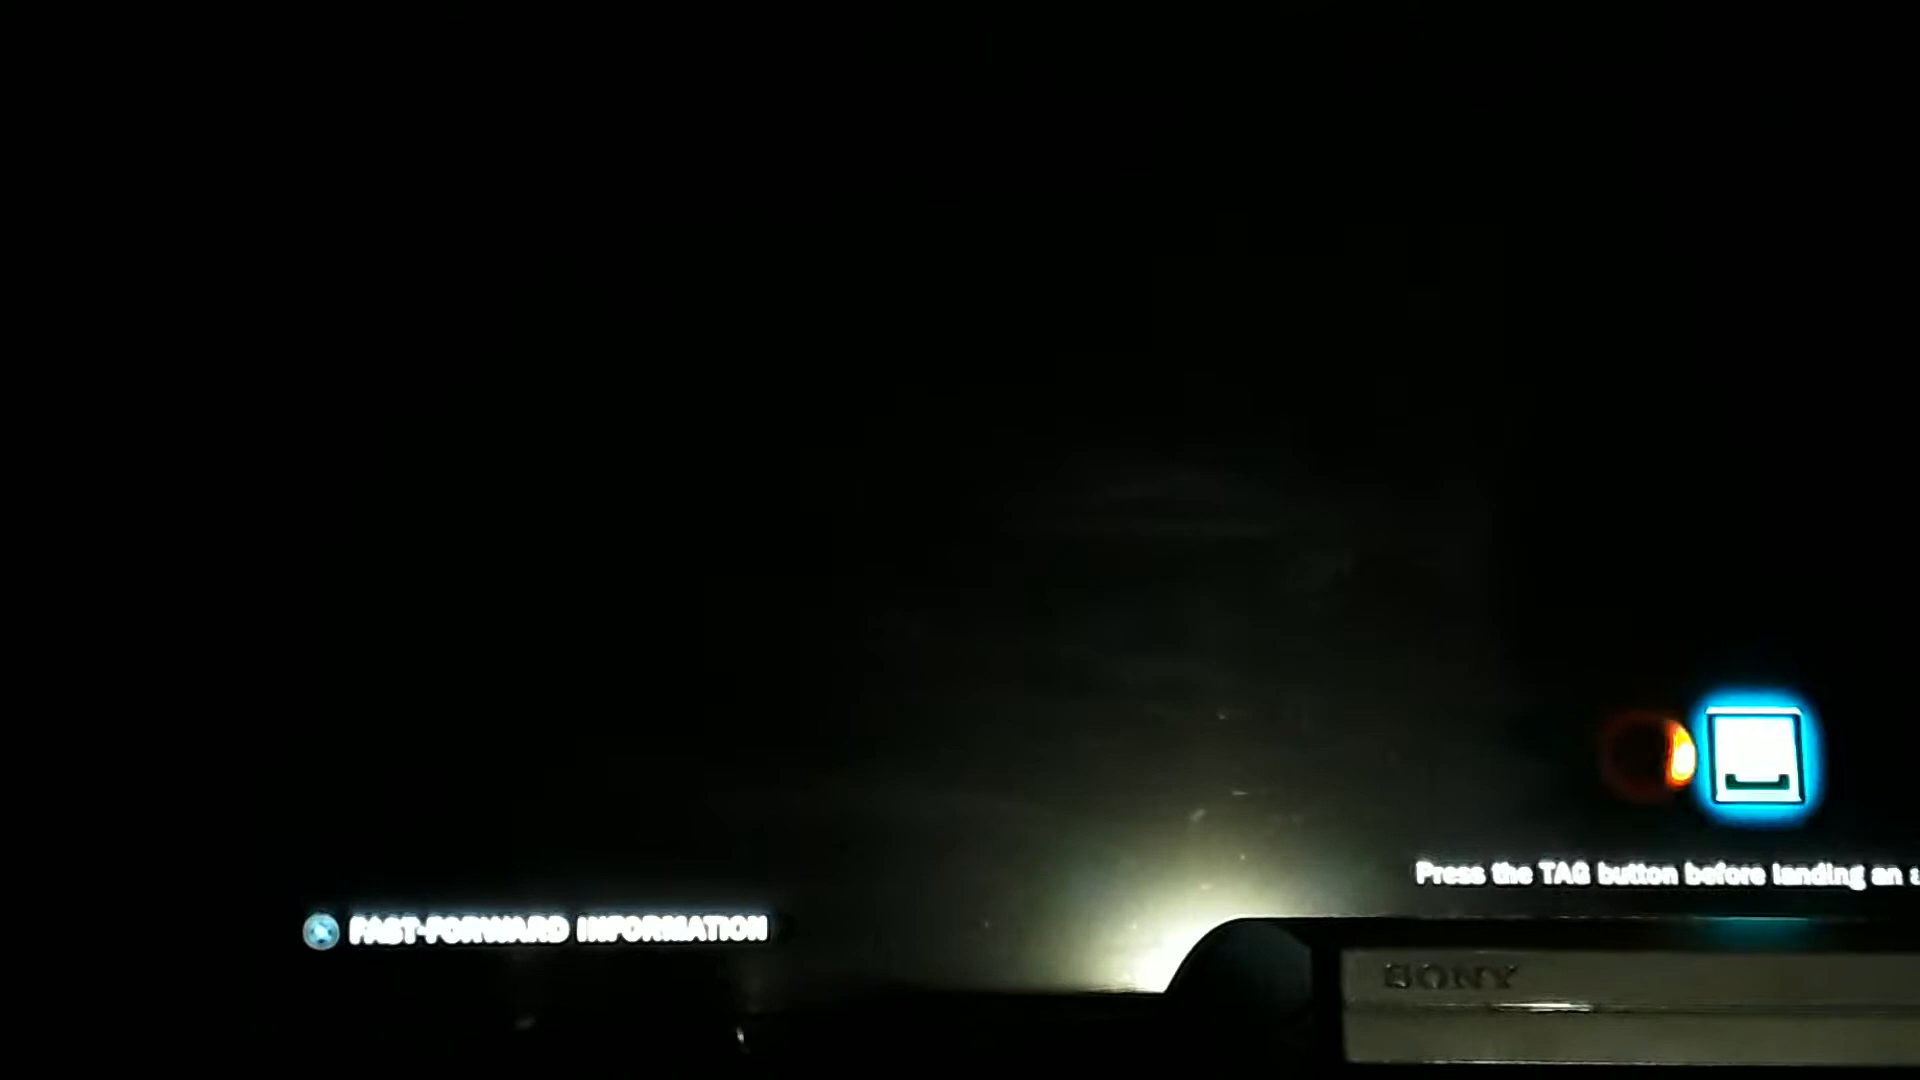 Press the TAG button before landing an
FAST-FORWARD INFORMATION
SONY